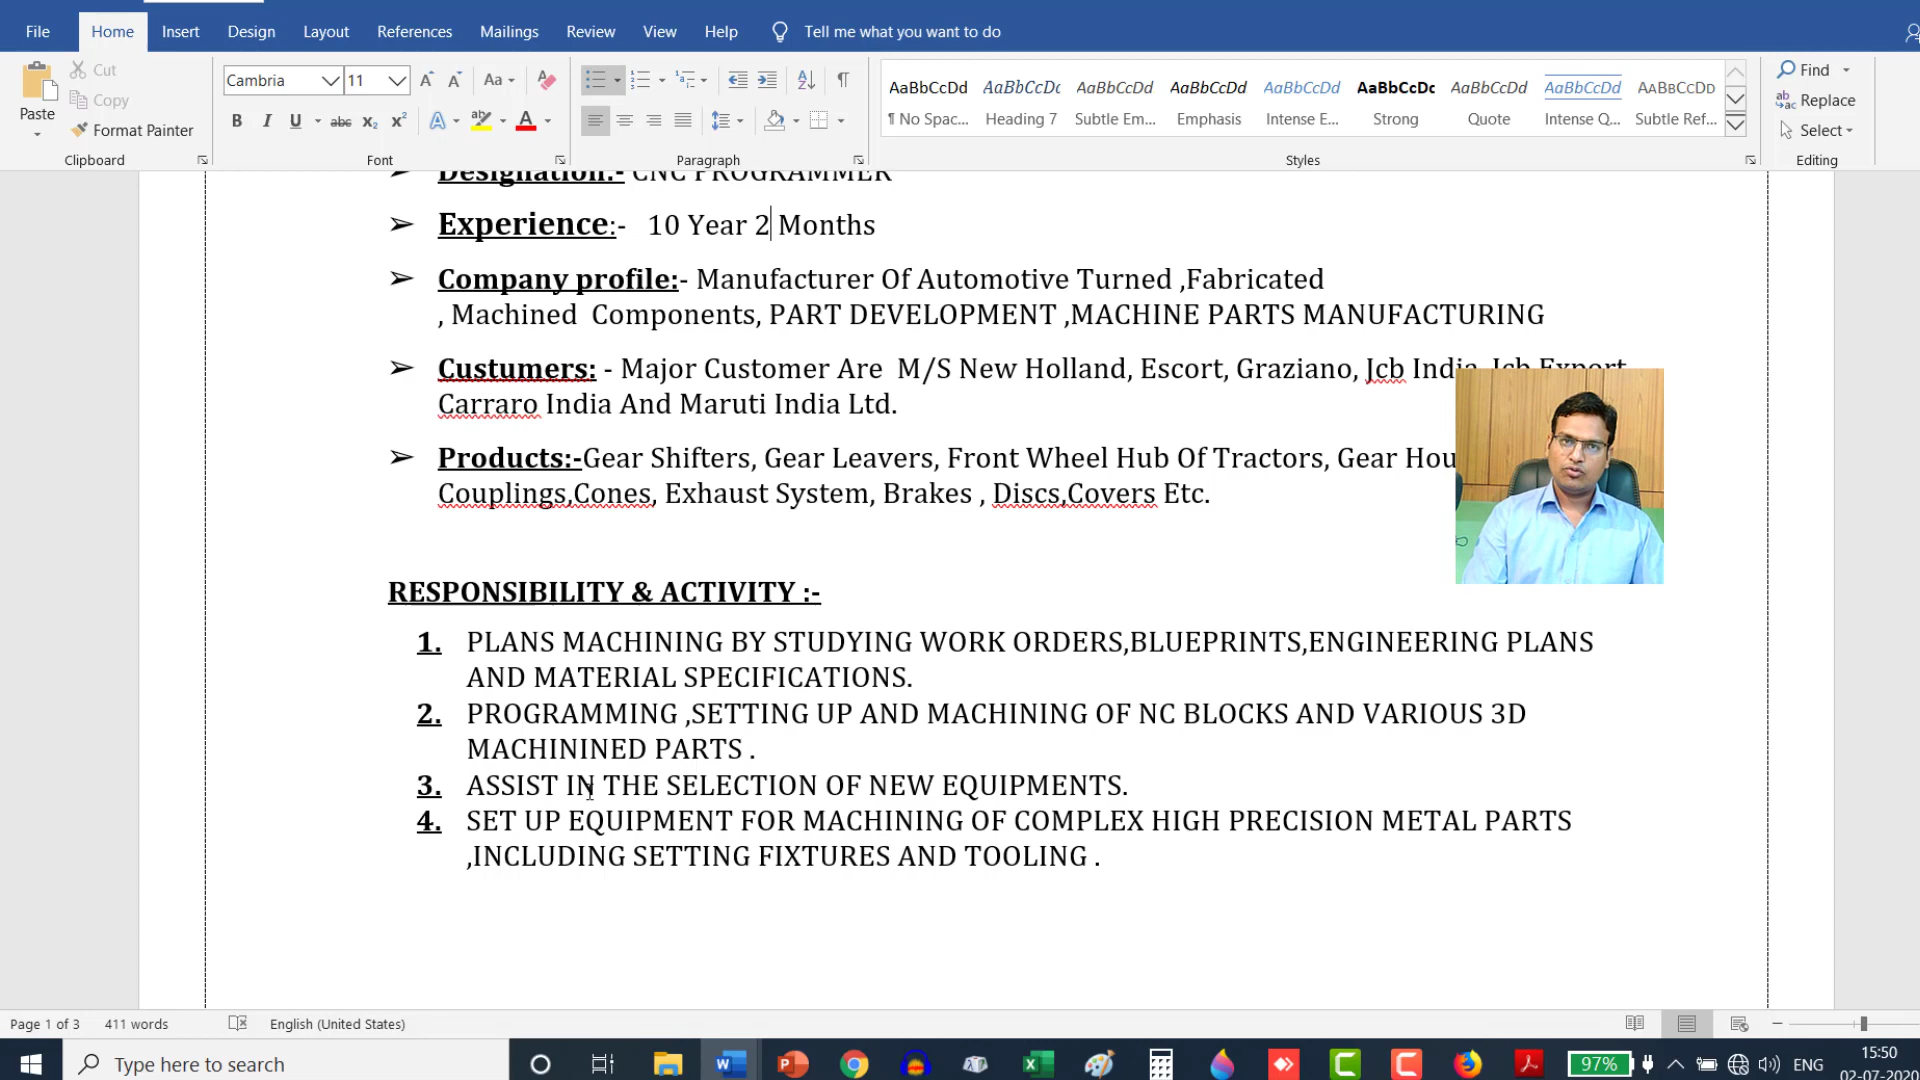 File Home Insert Design Layout References Mailings Review View Help Tell me what you want to do
Cut
Copy
Paste
Format Painter
Clipboard
Cambria 11
Font
Paragraph
AaBbCcDd AaBbCcDc AaBbCcDd AaBbCcDd AaBbCcDd AaBbCcDc AaBbCcDd AaBbCcDd AaBbCcDd
¶ No Spac... Heading 7 Subtle Em... Emphasis Intense E... Strong Quote Intense Q... Subtle Ref...
Styles
Find
Replace
Select
Editing
Designation:- CNC PROGRAMMER
Experience:- 10 Year 2 Months
Company profile:- Manufacturer Of Automotive Turned ,Fabricated
, Machined Components, PART DEVELOPMENT ,MACHINE PARTS MANUFACTURING
Custumers: - Major Customer Are M/S New Holland, Escort, Graziano, Jcb India, Jcb Export
Carraro India And Maruti India Ltd.
Products:-Gear Shifters, Gear Leavers, Front Wheel Hub Of Tractors, Gear Hou
Couplings,Cones, Exhaust System, Brakes , Discs,Covers Etc.
RESPONSIBILITY & ACTIVITY :-
1. PLANS MACHINING BY STUDYING WORK ORDERS,BLUEPRINTS,ENGINEERING PLANS
AND MATERIAL SPECIFICATIONS.
2. PROGRAMMING ,SETTING UP AND MACHINING OF NC BLOCKS AND VARIOUS 3D
MACHININED PARTS .
3. ASSIST IN THE SELECTION OF NEW EQUIPMENTS.
4. SET UP EQUIPMENT FOR MACHINING OF COMPLEX HIGH PRECISION METAL PARTS
,INCLUDING SETTING FIXTURES AND TOOLING .
Page 1 of 3 411 words English (United States)
Type here to search
97%
ENG
15:50
02-07-2020